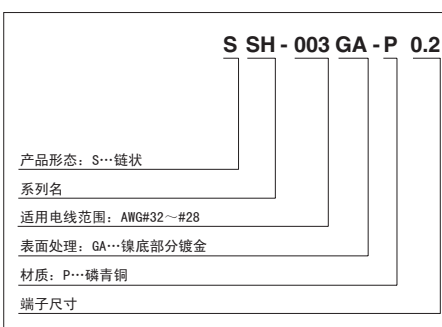 S SH - 003 GA - P 0.2
产品形态：S…链状
系列名
适用电线范围：AWG#32～#28
表面处理：GA…镍底部分镀金
材质：P…磷青铜
端子尺寸